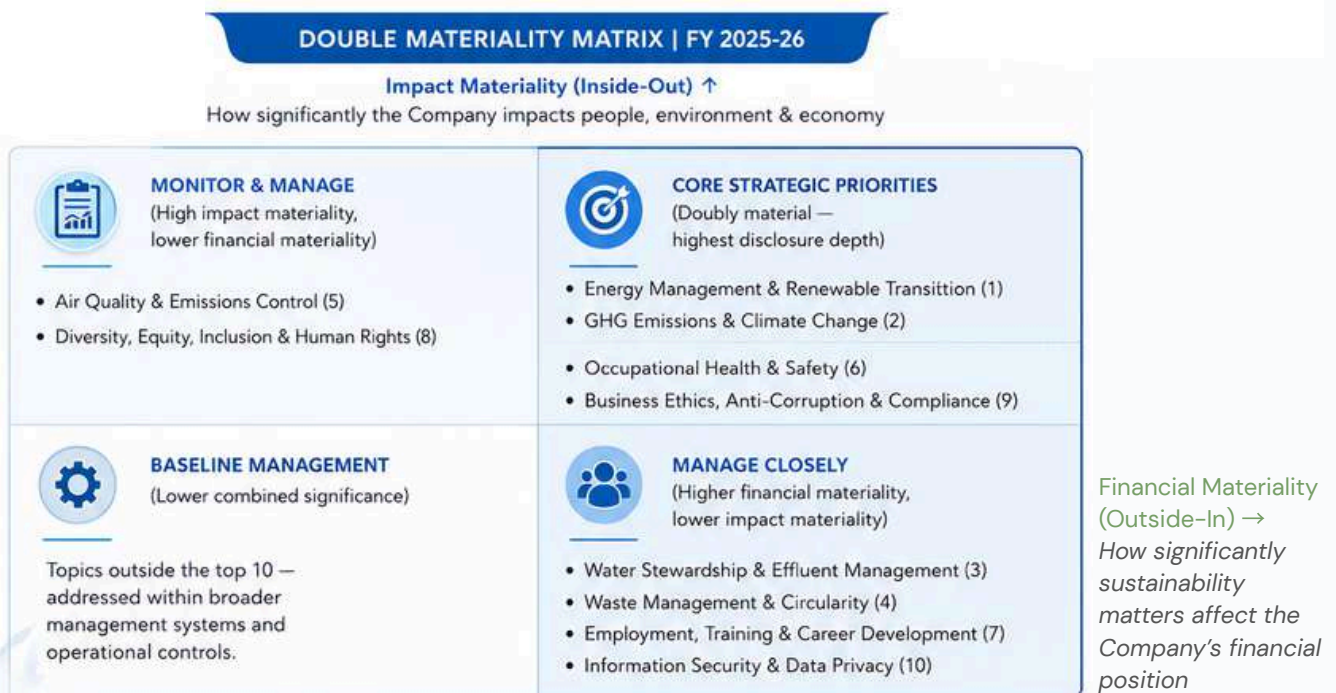 DOUBLE MATERIALITY MATRIX | FY 2025-26
Impact Materiality (Inside-Out) ↑
How significantly the Company impacts people, environment & economy
MONITOR & MANAGE
(High impact materiality,
lower financial materiality)
• Air Quality & Emissions Control (5)
• Diversity, Equity, Inclusion & Human Rights (8)
CORE STRATEGIC PRIORITIES
(Doubly material —
highest disclosure depth)
• Energy Management & Renewable Transittion (1)
• GHG Emissions & Climate Change (2)
• Occupational Health & Safety (6)
• Business Ethics, Anti-Corruption & Compliance (9)
BASELINE MANAGEMENT
(Lower combined significance)
Topics outside the top 10 —
addressed within broader
management systems and
operational controls.
MANAGE CLOSELY
(Higher financial materiality,
lower impact materiality)
• Water Stewardship & Effluent Management (3)
• Waste Management & Circularity (4)
• Employment, Training & Career Development (7)
• Information Security & Data Privacy (10)
Financial Materiality
(Outside-In) →
How significantly
sustainability
matters affect the
Company's financial
position